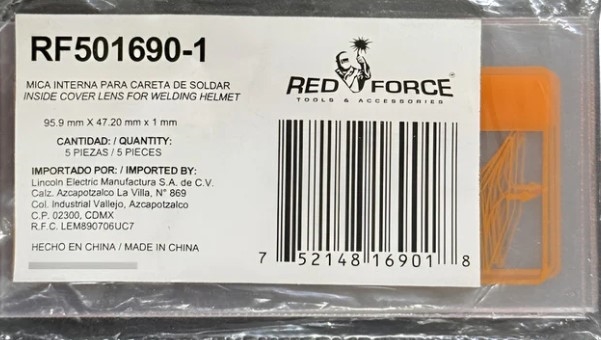 RF501690-1
MICA INTERNA PARA CARETA DE SOLDAR
INSIDE COVER LENS FOR WELDING HELMET
95.9 mm X 47.20 mm x 1 mm
CANTIDAD: / QUANTITY:
5 PIEZAS / 5 PIECES
IMPORTADO POR: / IMPORTED BY:
Lincoln Electric Manufactura S.A. de C.V.
Calz. Azcapotzalco La Villa, N° 869
Col. Industrial Vallejo, Azcapotzalco
C.P. 02300, CDMX
R.F.C. LEM890706UC7
HECHO EN CHINA / MADE IN CHINA
RED FORCE
TOOLS & ACCESSORIES
7 52148 16901 8